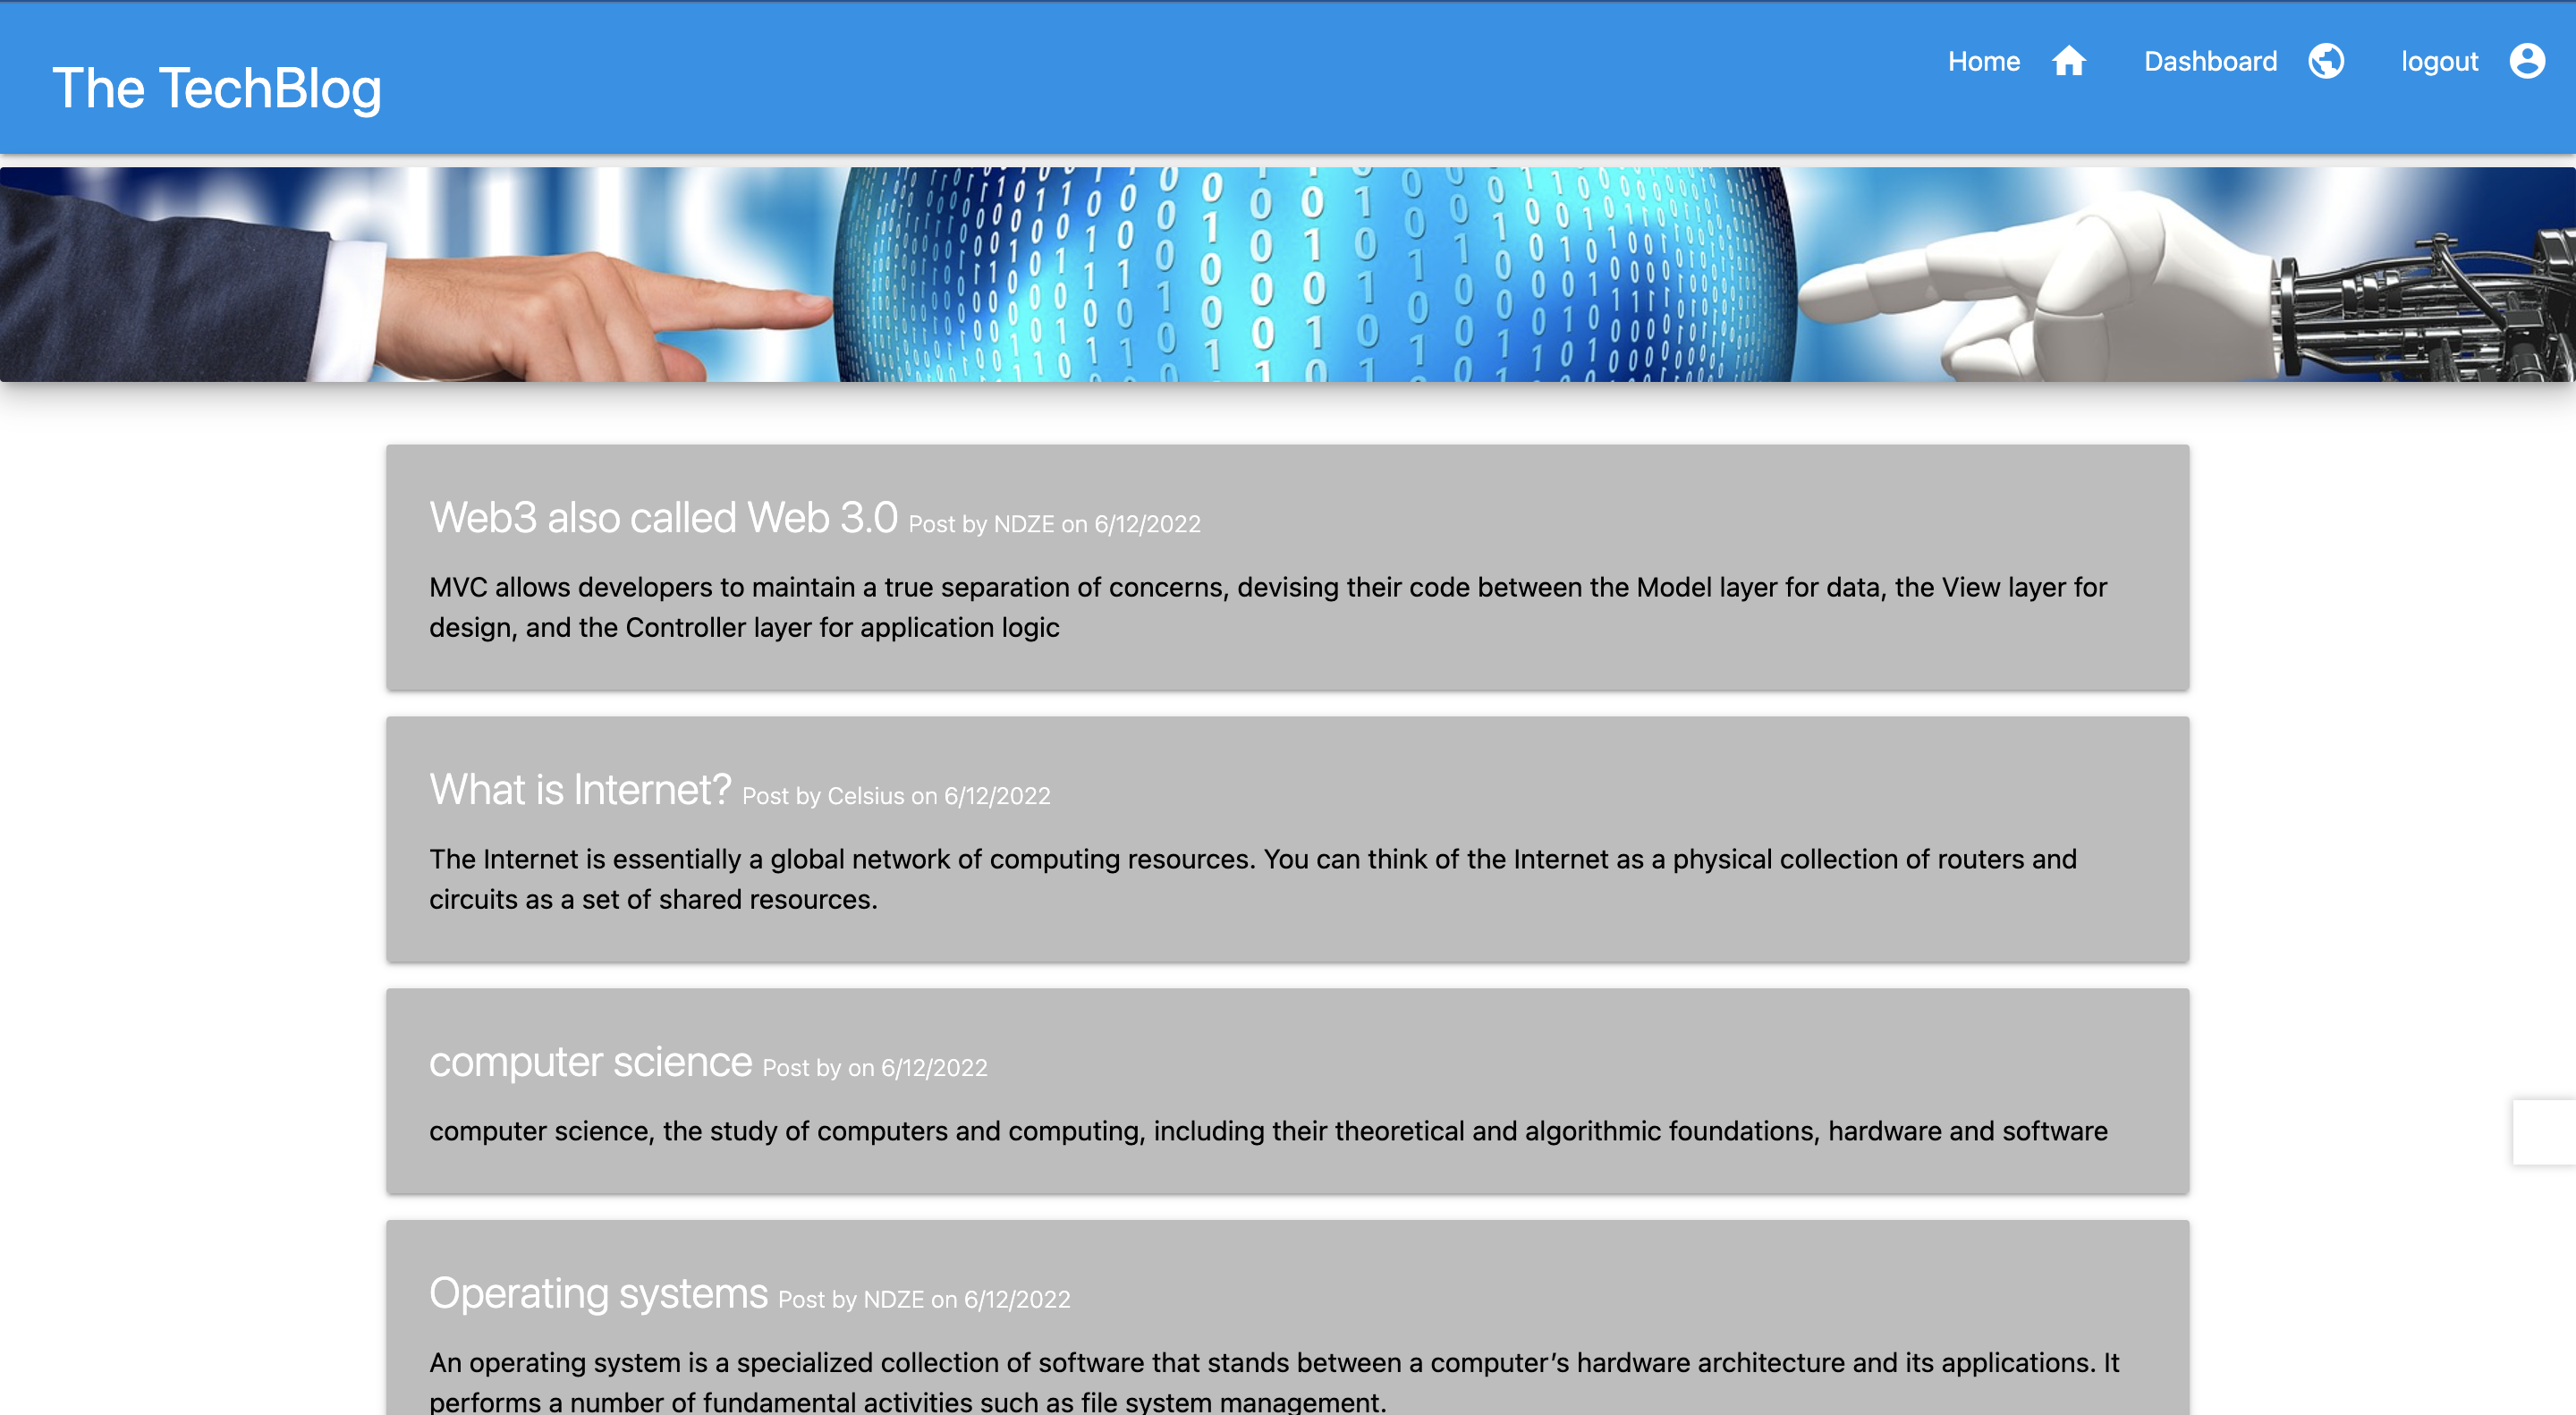 The TechBlog
Home
Dashboard
logout
Web3 also called Web 3.0 Post by NDZE on 6/12/2022
MVC allows developers to maintain a true separation of concerns, devising their code between the Model layer for data, the View layer for
design, and the Controller layer for application logic
What is Internet? Post by Celsius on 6/12/2022
The Internet is essentially a global network of computing resources. You can think of the Internet as a physical collection of routers and
circuits as a set of shared resources.
computer science Post by on 6/12/2022
computer science, the study of computers and computing, including their theoretical and algorithmic foundations, hardware and software
Operating systems Post by NDZE on 6/12/2022
An operating system is a specialized collection of software that stands between a computer’s hardware architecture and its applications. It
performs a number of fundamental activities such as file system management.